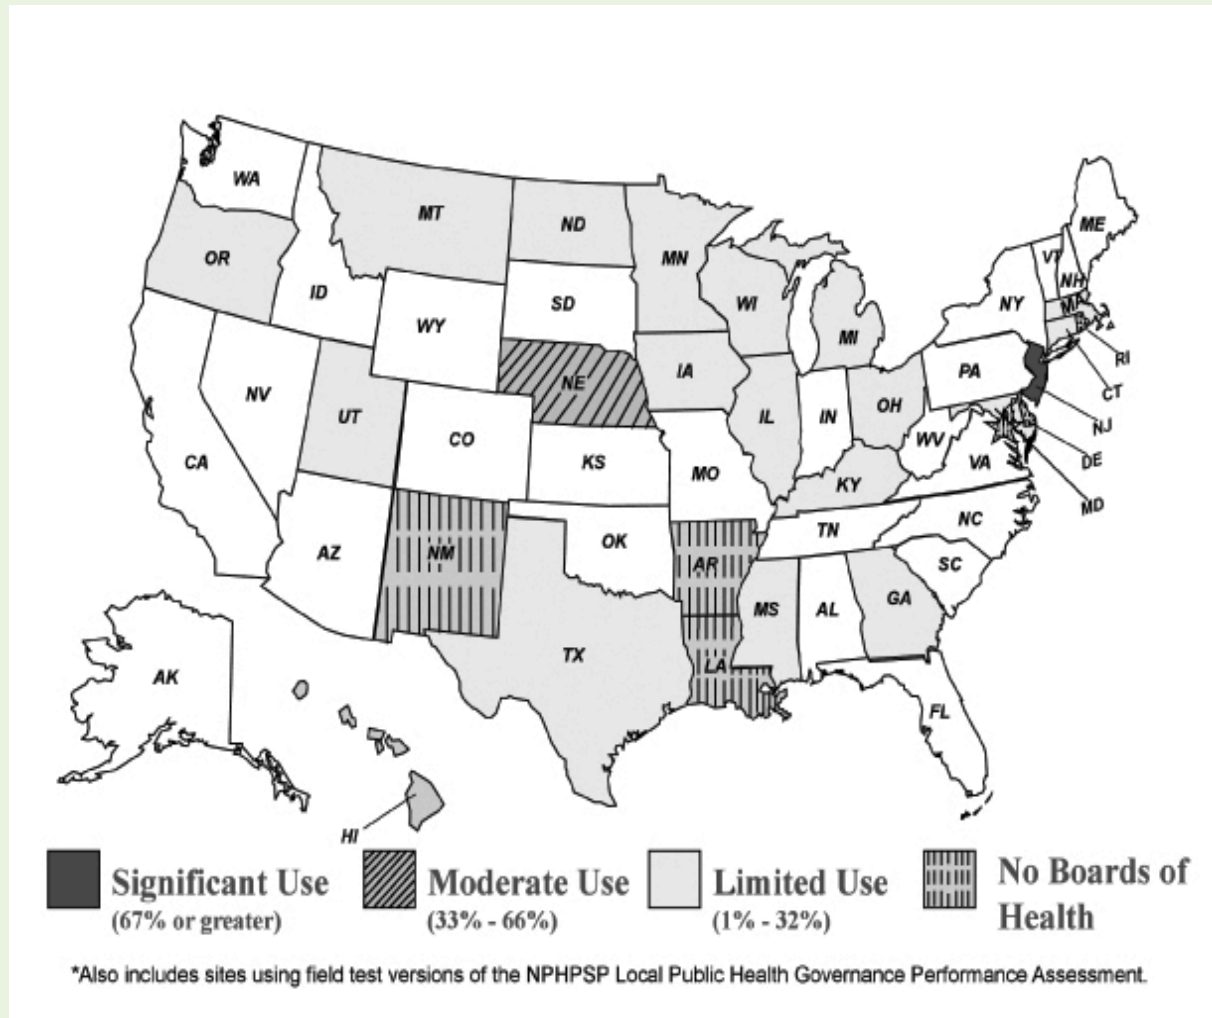 WA
MT
ND
MN
ME
VT
NH
OR
ID
SD
WI
NY
MA
WY
MI
RI
NE
IA
PA
CT
NV
UT
CO
IL
IN
OH
NJ
CA
KS
MO
WV
VA
DE
KY
MD
AZ
NM
OK
TN
NC
AR
SC
MS
AL
GA
TX
LA
AK
FL
HI
Significant Use
(67% or greater)
Moderate Use
(33% - 66%)
Limited Use
(1% - 32%)
No Boards of
Health
*Also includes sites using field test versions of the NPHPSP Local Public Health Governance Performance Assessment.